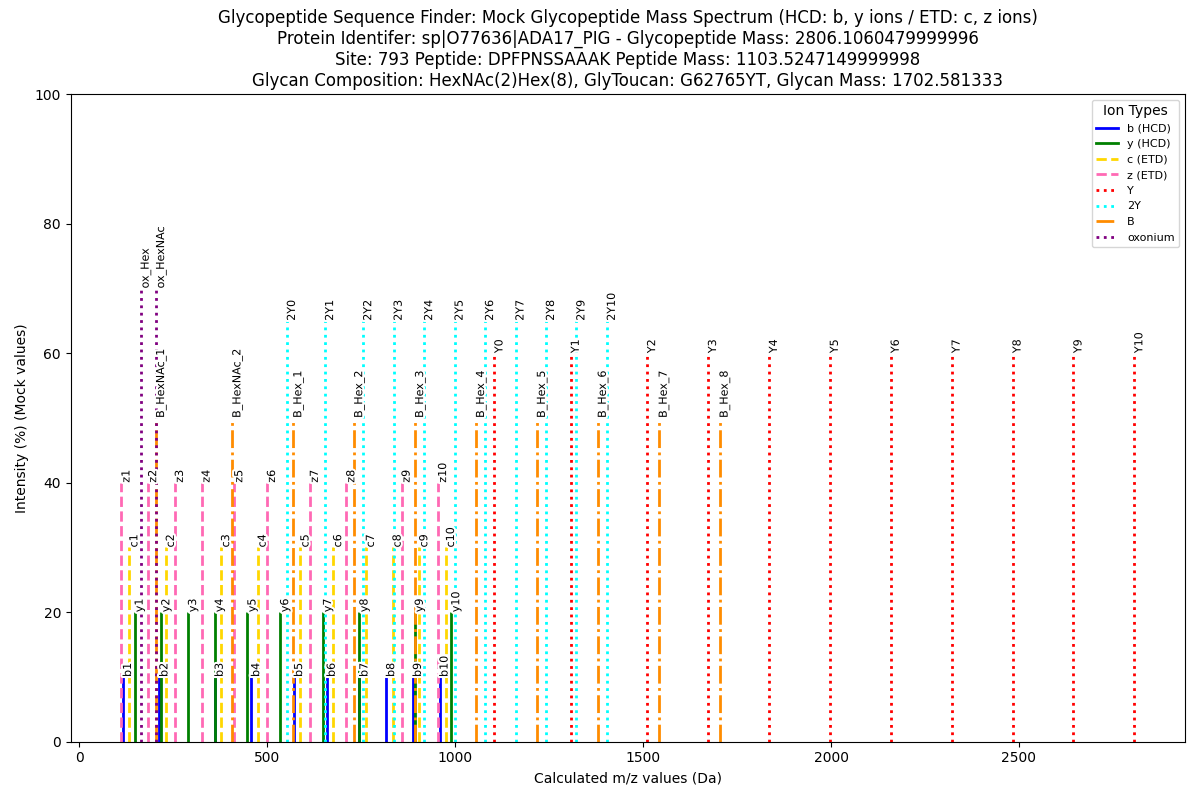 Glycopeptide Sequence Finder: Mock Glycopeptide Mass Spectrum (HCD: b, y ions / ETD: c, z ions)
Protein Identifer: sp|O77636|ADA17_PIG - Glycopeptide Mass: 2806.1060479999996
Site: 793 Peptide: DPFPNSSAAAK Peptide Mass: 1103.5247149999998
Glycan Composition: HexNAc(2)Hex(8), GlyToucan: G62765YT, Glycan Mass: 1702.581333
Intensity (%) (Mock values)
100
80
60
40
20
0
Ion Types
b (HCD)
y (HCD)
c (ETD)
z (ETD)
Y
2Y
B
oxonium
ox_Hex
ox_HexNAc
2Y0
2Y1
2Y2
2Y3
2Y4
2Y5
2Y6
2Y7
2Y8
2Y9
2Y10
Y0
Y1
Y2
Y3
Y4
Y5
Y6
Y7
Y8
Y9
Y10
B_HexNAc_1
B_HexNAc_2
B_Hex_1
B_Hex_2
B_Hex_3
B_Hex_4
B_Hex_5
B_Hex_6
B_Hex_7
B_Hex_8
z1
z2
z3
z4
z5
z6
z7
z8
z9
z10
c1
c2
c3
c4
c5
c6
c7
c8
c9
c10
y1
y2
y3
y4
y5
y6
y7
y8
y9
y10
b1
b2
b3
b4
b5
b6
b7
b8
b9
b10
0
500
1000
1500
2000
2500
Calculated m/z values (Da)